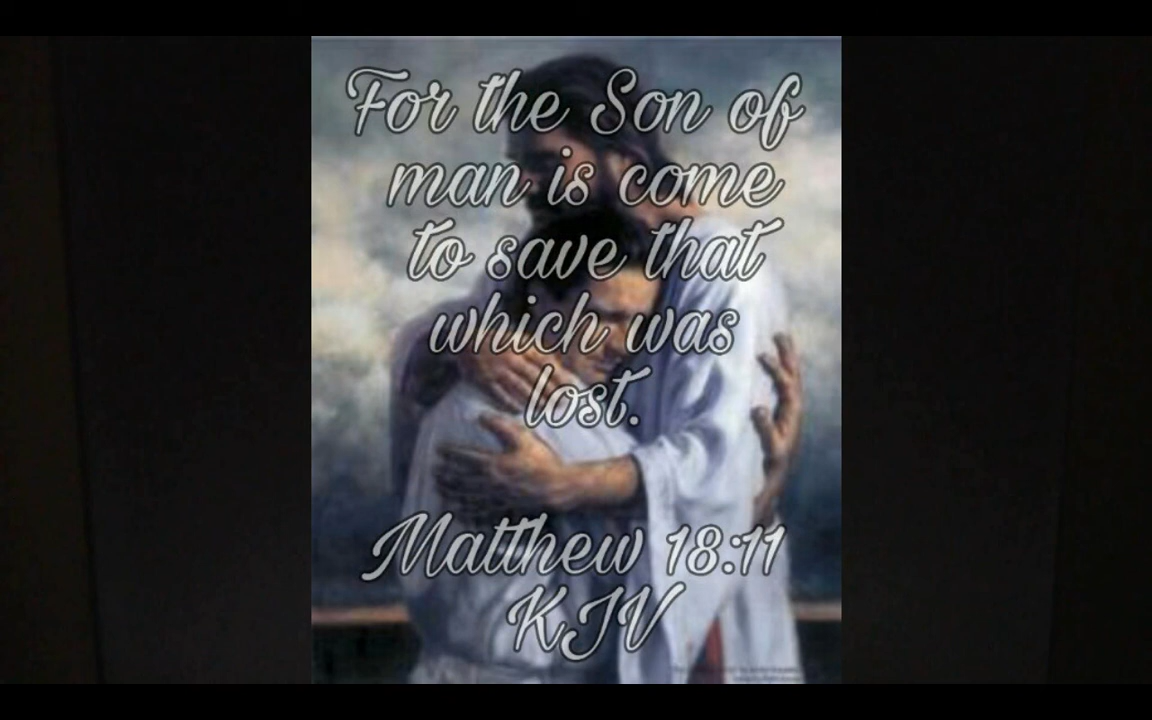 For the Son of
man is come
to save that
which was
lost.
Matthew 18:11
KJV